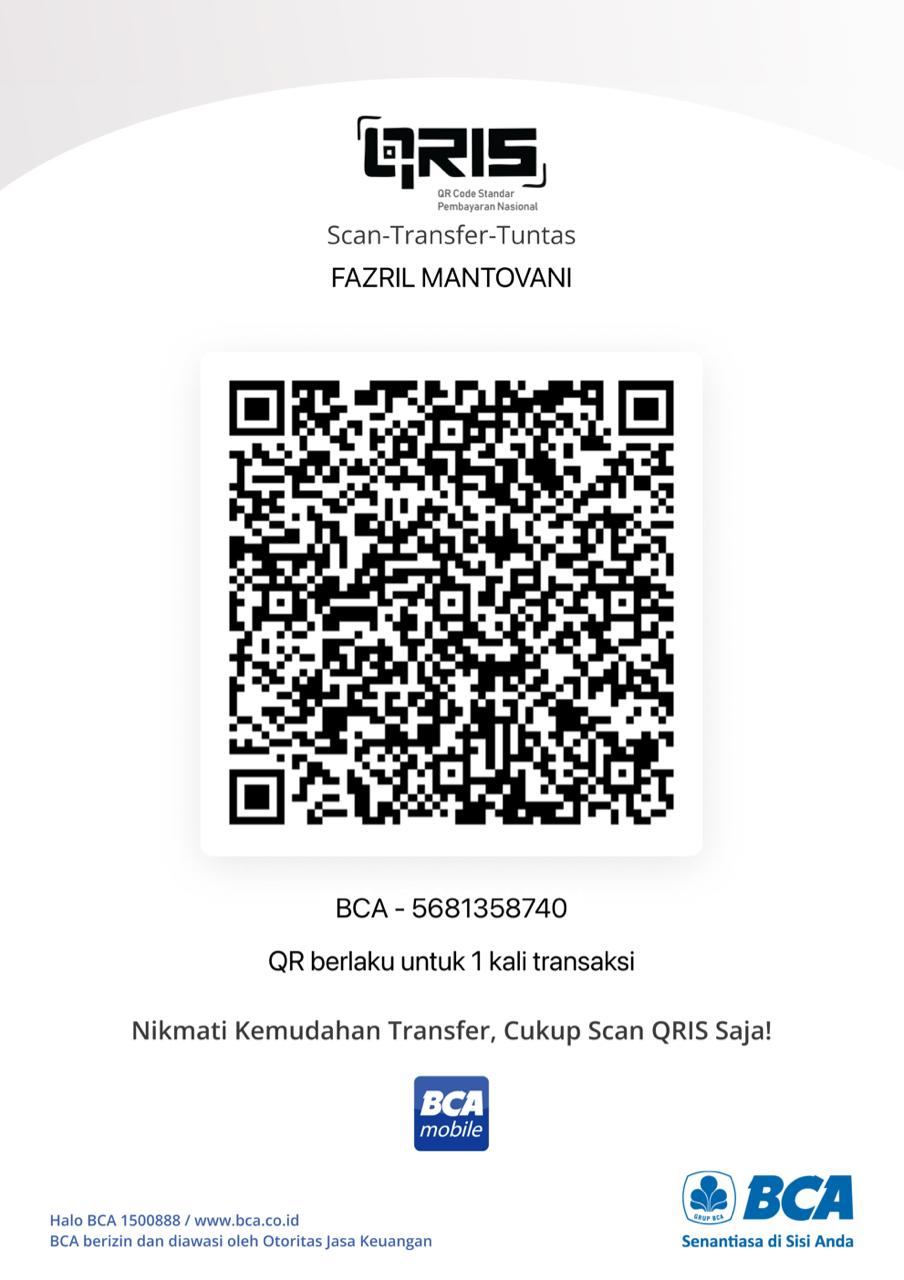 QRIS
QR Code Standar
Pembayaran Nasional
Scan-Transfer-Tuntas
FAZRIL MANTOVANI
BCA - 5681358740
QR berlaku untuk 1 kali transaksi
Nikmati Kemudahan Transfer, Cukup Scan QRIS Saja!
BCA
mobile
Halo BCA 1500888 / www.bca.co.id
BCA berizin dan diawasi oleh Otoritas Jasa Keuangan
GRUP BCA
BCA
Senantiasa di Sisi Anda